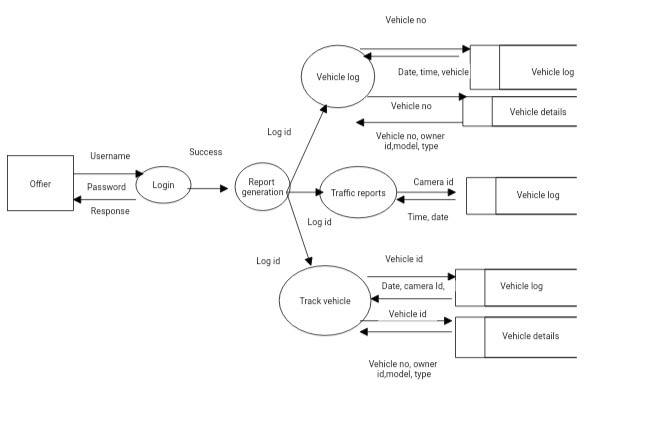 Vehicle no
Vehicle log
Date, time, vehicle
Vehicle log
Vehicle no
Vehicle details
Log id
Vehicle no, owner
id,model, type
Username
Success
Offier
Password
Login
Report
generation
Response
Camera id
Traffic reports
Vehicle log
Time, date
Log id
Log id
Vehicle id
Date, camera Id,
Vehicle log
Track vehicle
Vehicle id
Vehicle details
Vehicle no, owner
id,model, type